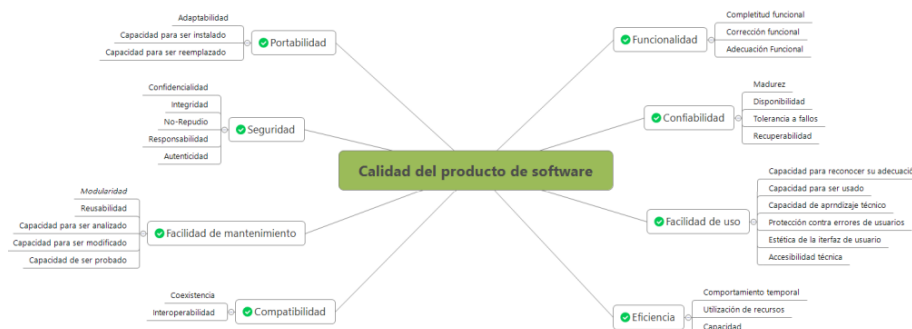 Calidad del producto de software
Portabilidad
Adaptabilidad
Capacidad para ser instalado
Capacidad para ser reemplazado
Seguridad
Confidencialidad
Integridad
No-Repudio
Responsabilidad
Autenticidad
Facilidad de mantenimiento
Modularidad
Reusabilidad
Capacidad para ser analizado
Capacidad para ser modificado
Capacidad de ser probado
Compatibilidad
Coexistencia
Interoperabilidad
Funcionalidad
Completitud funcional
Corrección funcional
Adecuación Funcional
Confiabilidad
Madurez
Disponibilidad
Tolerancia a fallos
Recuperabilidad
Facilidad de uso
Capacidad para reconocer su adecuació
Capacidad para ser usado
Capacidad de aprndizaje técnico
Protección contra errores de usuarios
Estética de la iterfaz de usuario
Accesibilidad técnica
Eficiencia
Comportamiento temporal
Utilización de recursos
Capacidad